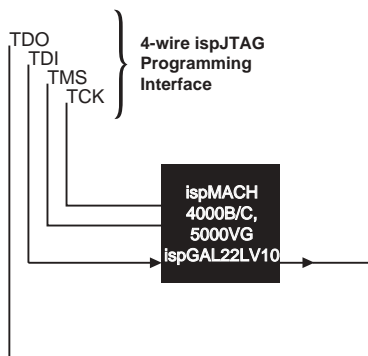 TDO
TDI
TMS
TCK
4-wire ispJTAG
Programming
Interface
ispMACH
4000B/C,
5000VG
ispGAL22LV10